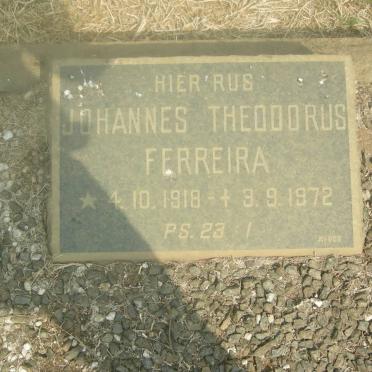 HIER RUS
JOHANNES THEODORUS
FERREIRA
★ 4.10.1918 - ✝ 3.9.1972
PS. 23:1